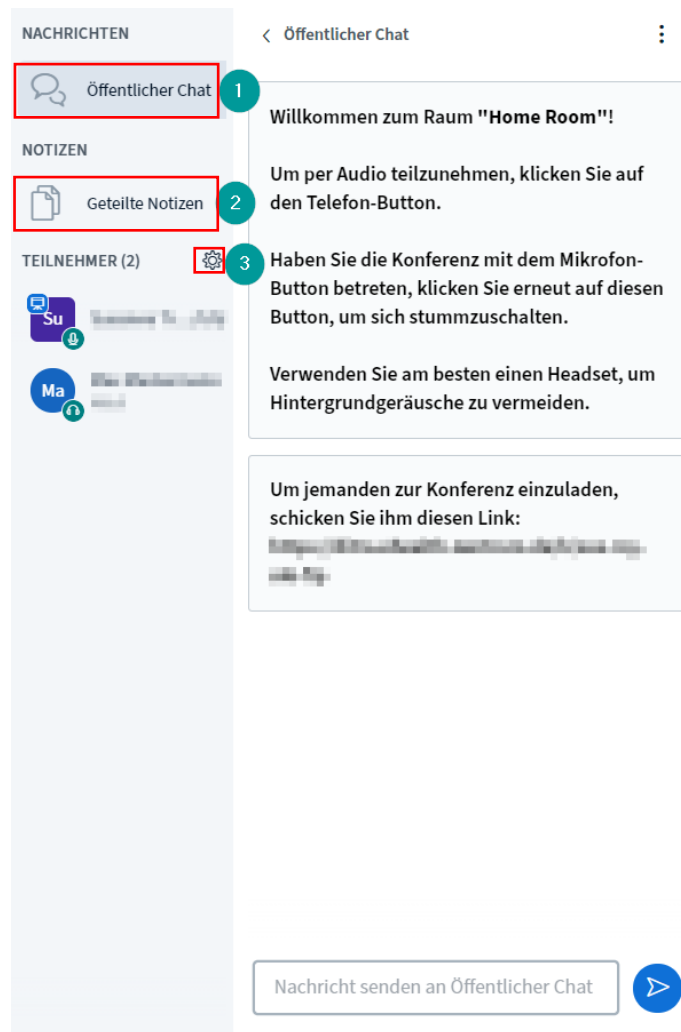 NACHRICHTEN
Öffentlicher Chat
1
NOTIZEN
Geteilte Notizen
2
TEILNEHMER (2)
3
Su
Ma
Öffentlicher Chat
Willkommen zum Raum "Home Room"!
Um per Audio teilzunehmen, klicken Sie auf
den Telefon-Button.
Haben Sie die Konferenz mit dem Mikrofon-
Button betreten, klicken Sie erneut auf diesen
Button, um sich stummzuschalten.
Verwenden Sie am besten einen Headset, um
Hintergrundgeräusche zu vermeiden.
Um jemanden zur Konferenz einzuladen,
schicken Sie ihm diesen Link:
Nachricht senden an Öffentlicher Chat